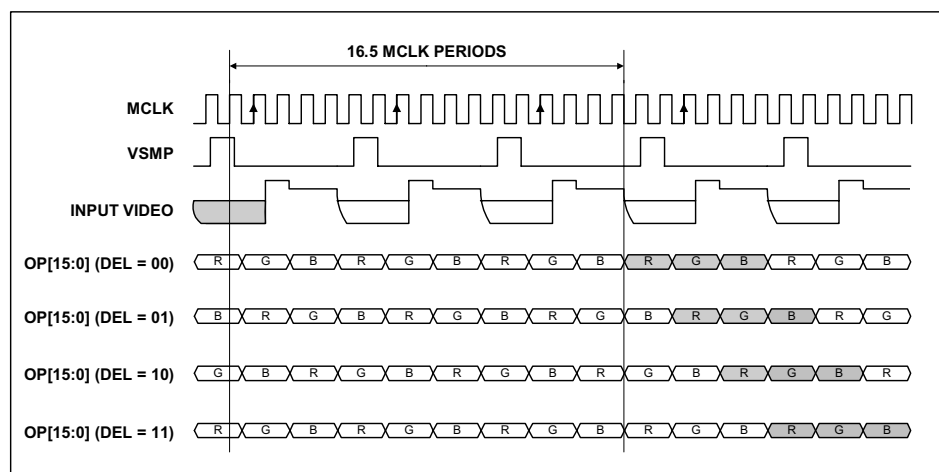 16.5 MCLK PERIODS
MCLK
VSMP
INPUT VIDEO
OP[15:0] (DEL = 00) R G B R G B R G B R G B R G B
OP[15:0] (DEL = 01) B R G B R G B R G B R G B R G
OP[15:0] (DEL = 10) G B R G B R G B R G B R G B R
OP[15:0] (DEL = 11) R G B R G B R G B R G B R G B